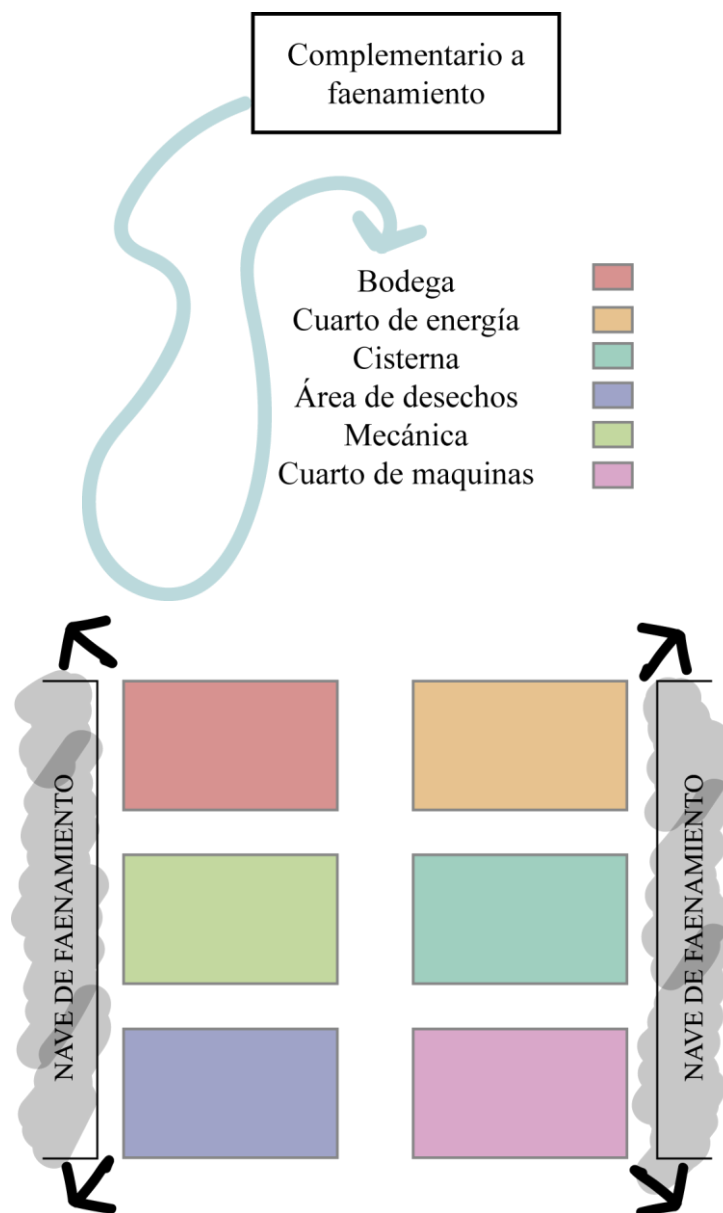 Complementario a
faenamiento
Bodega
Cuarto de energía
Cisterna
Área de desechos
Mecánica
Cuarto de maquinas
NAVE DE FAENAMIENTO
NAVE DE FAENAMIENTO